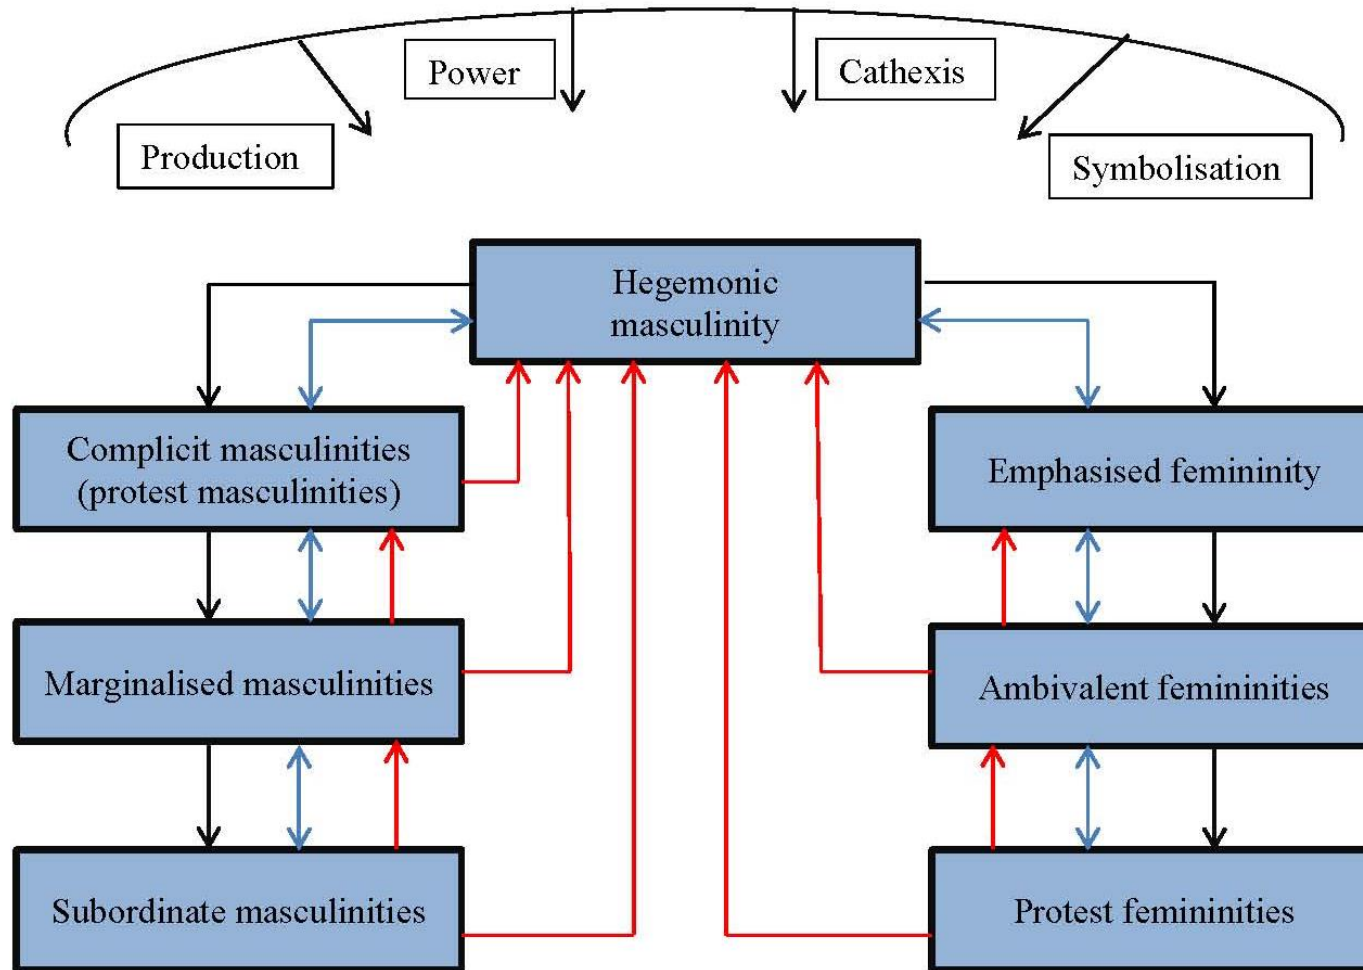 Power
Cathexis
Production
Symbolisation
Hegemonic
masculinity
Complicit masculinities
(protest masculinities)
Emphasised femininity
Marginalised masculinities
Ambivalent femininities
Subordinate masculinities
Protest femininities